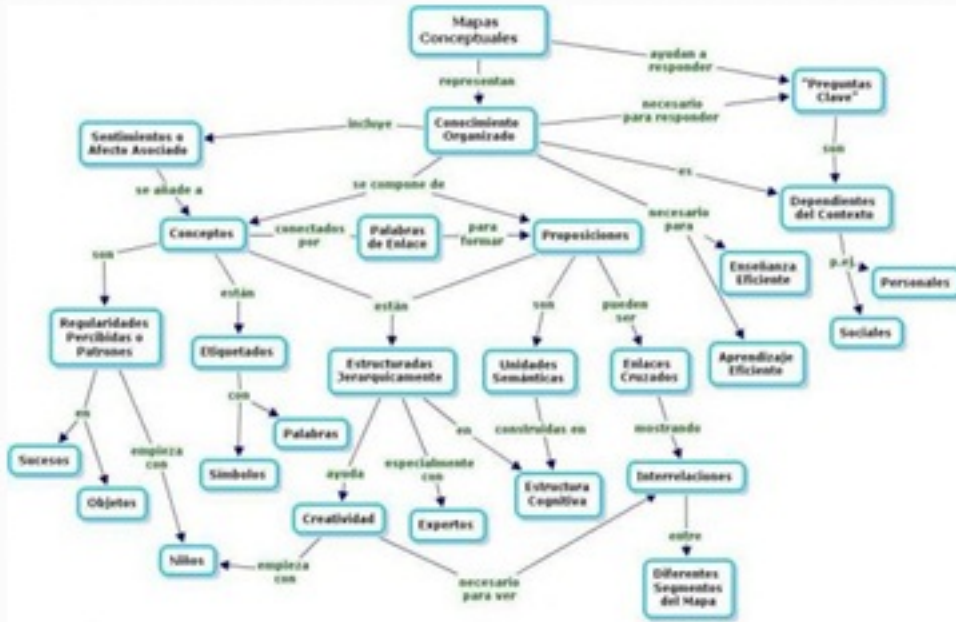 Mapas
Conceptuales
ayudan a
responder
representan
"Preguntas
Clave"
necesario
para responder
Conocimiento
Organizado
incluye
Sentimientos o
Afecto Asociado
son
es
se compone de
se añade a
Dependientes
del Contexto
necesario
para
Conceptos
conectados
por
Palabras
de Enlace
para
formar
Proposiciones
son
p.ej.
Enseñanza
Eficiente
Personales
están
están
son
pueden
ser
Regularidades
Percibidas o
Patrones
Sociales
Etiquetados
Estructuradas
Jerarquicamente
Unidades
Semánticas
Enlaces
Cruzados
Aprendizaje
Eficiente
con
en
Palabras
en
construidas en
mostrando
empieza
con
Sucesos
Símbolos
ayuda
especialmente
con
Interrelaciones
Objetos
Estructura
Cognitiva
Creatividad
Expertos
entre
Niños
empieza
con
necesario
para ver
Diferentes
Segmentos
del Mapa